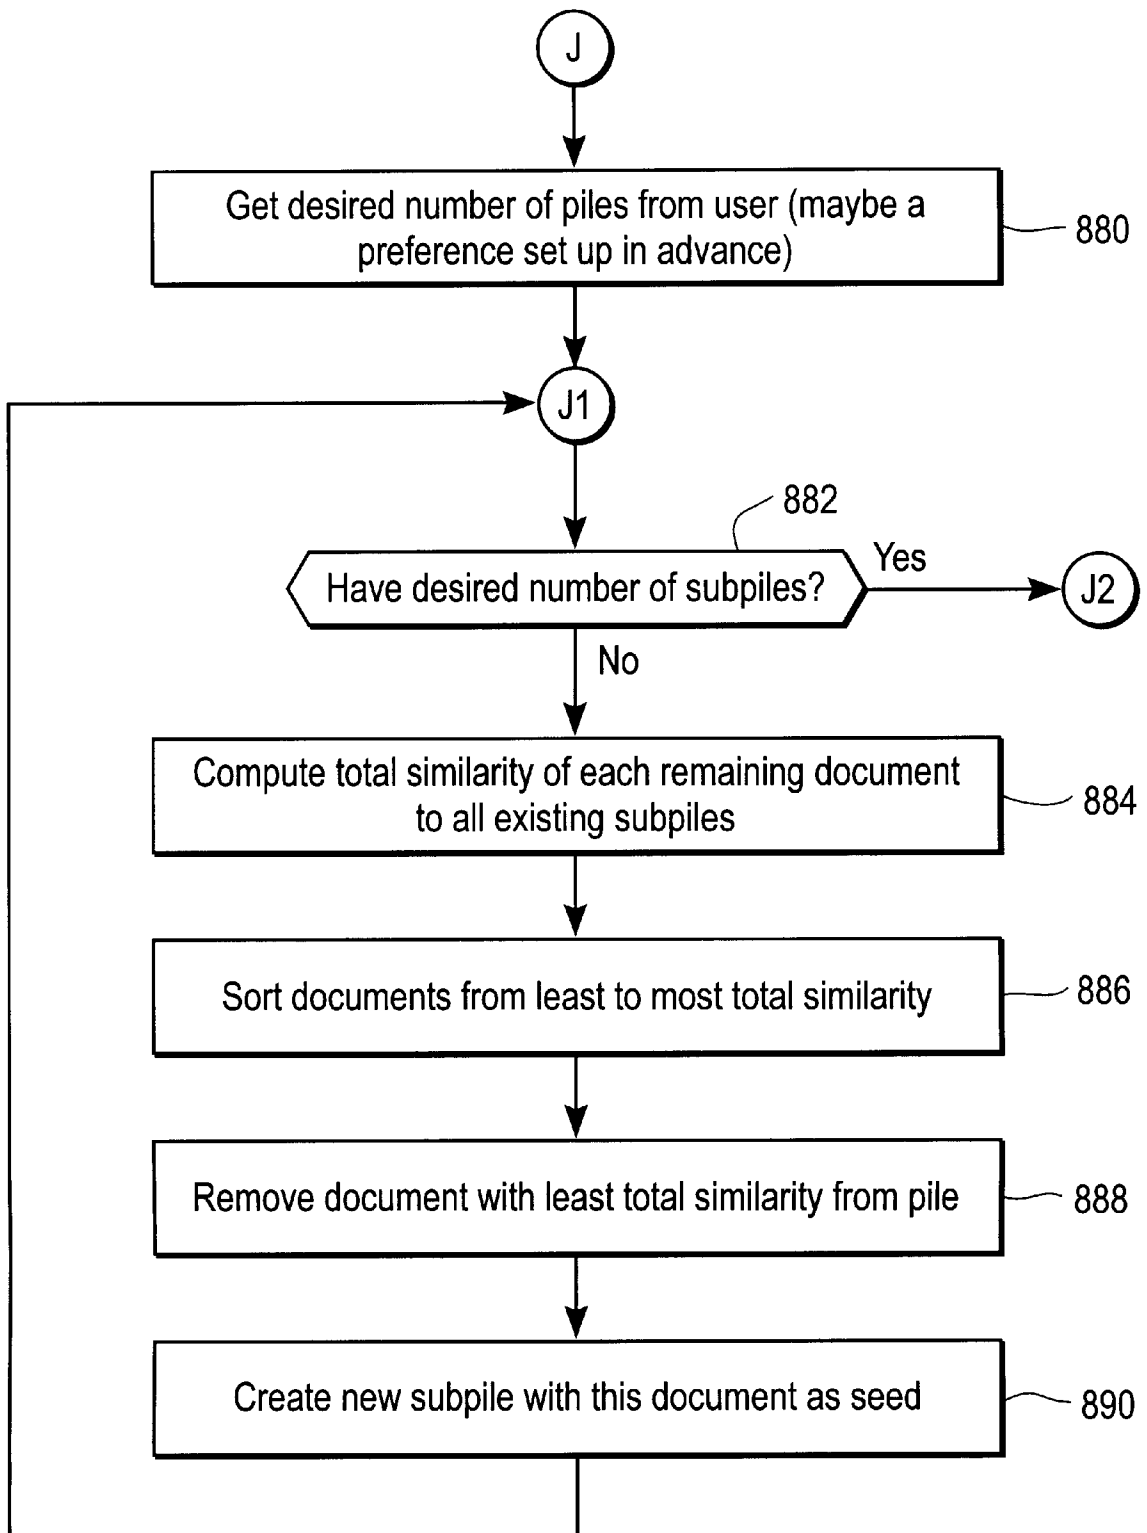 J
Get desired number of piles from user (maybe a
preference set up in advance)
880
J1
882
Have desired number of subpiles?
Yes
J2
No
Compute total similarity of each remaining document
to all existing subpiles
884
Sort documents from least to most total similarity
886
Remove document with least total similarity from pile
888
Create new subpile with this document as seed
890